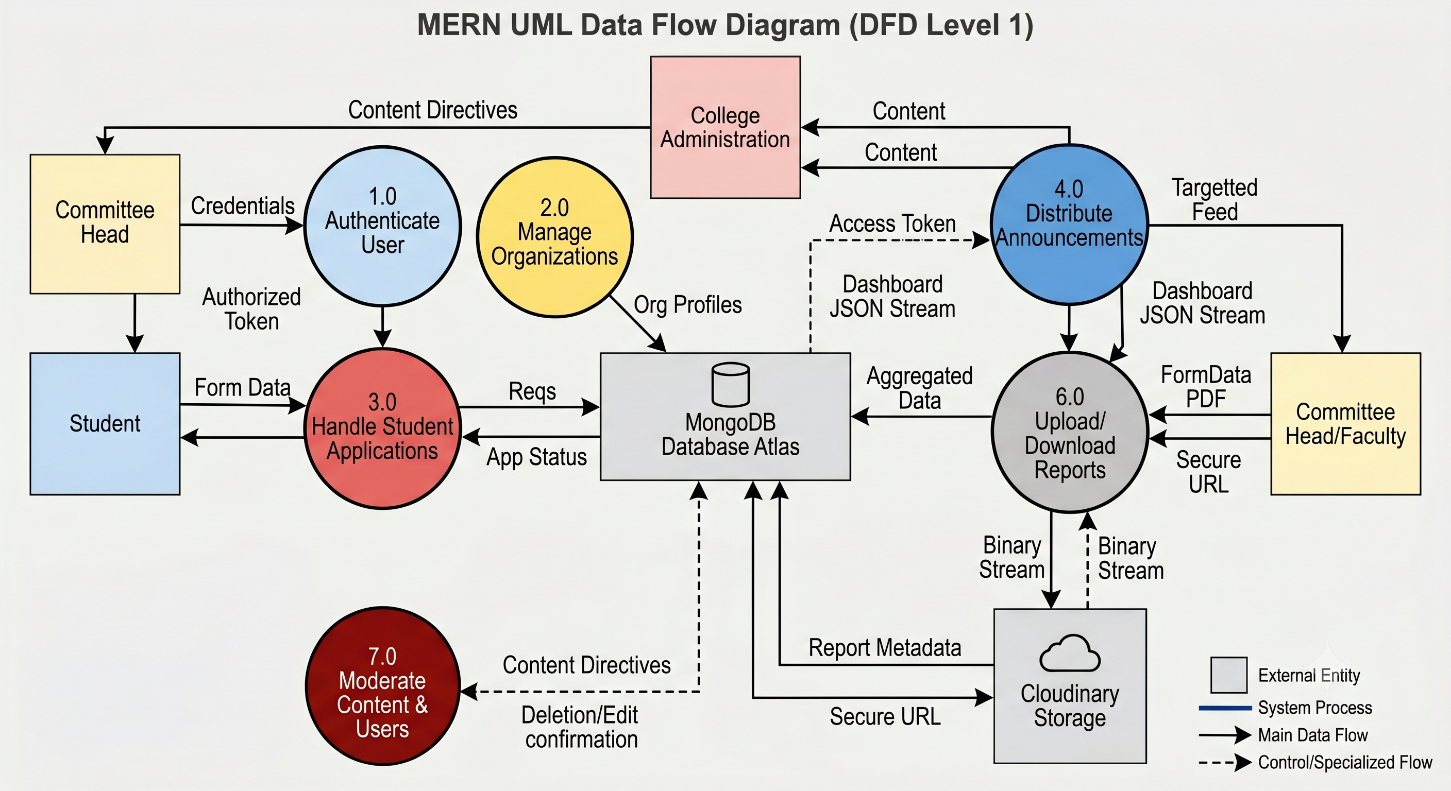 MERN UML Data Flow Diagram (DFD Level 1)
College
Administration
Content Directives
Content
Content
Committee
Head
Credentials
1.0
Authenticate
User
2.0
Manage
Organizations
4.0
Distribute
Announcements
Targetted
Feed
Access Token
Authorized
Token
Org Profiles
Dashboard
JSON Stream
Dashboard
JSON Stream
Student
Form Data
3.0
Handle Student
Applications
Reqs
App Status
MongoDB
Database Atlas
Aggregated
Data
6.0
Upload/
Download
Reports
FormData
PDF
Secure
URL
Committee
Head/Faculty
Binary
Stream
Binary
Stream
7.0
Moderate
Content &
Users
Content Directives
Deletion/Edit
confirmation
Report Metadata
Secure URL
Cloudinary
Storage
External Entity
System Process
Main Data Flow
Control/Specialized Flow